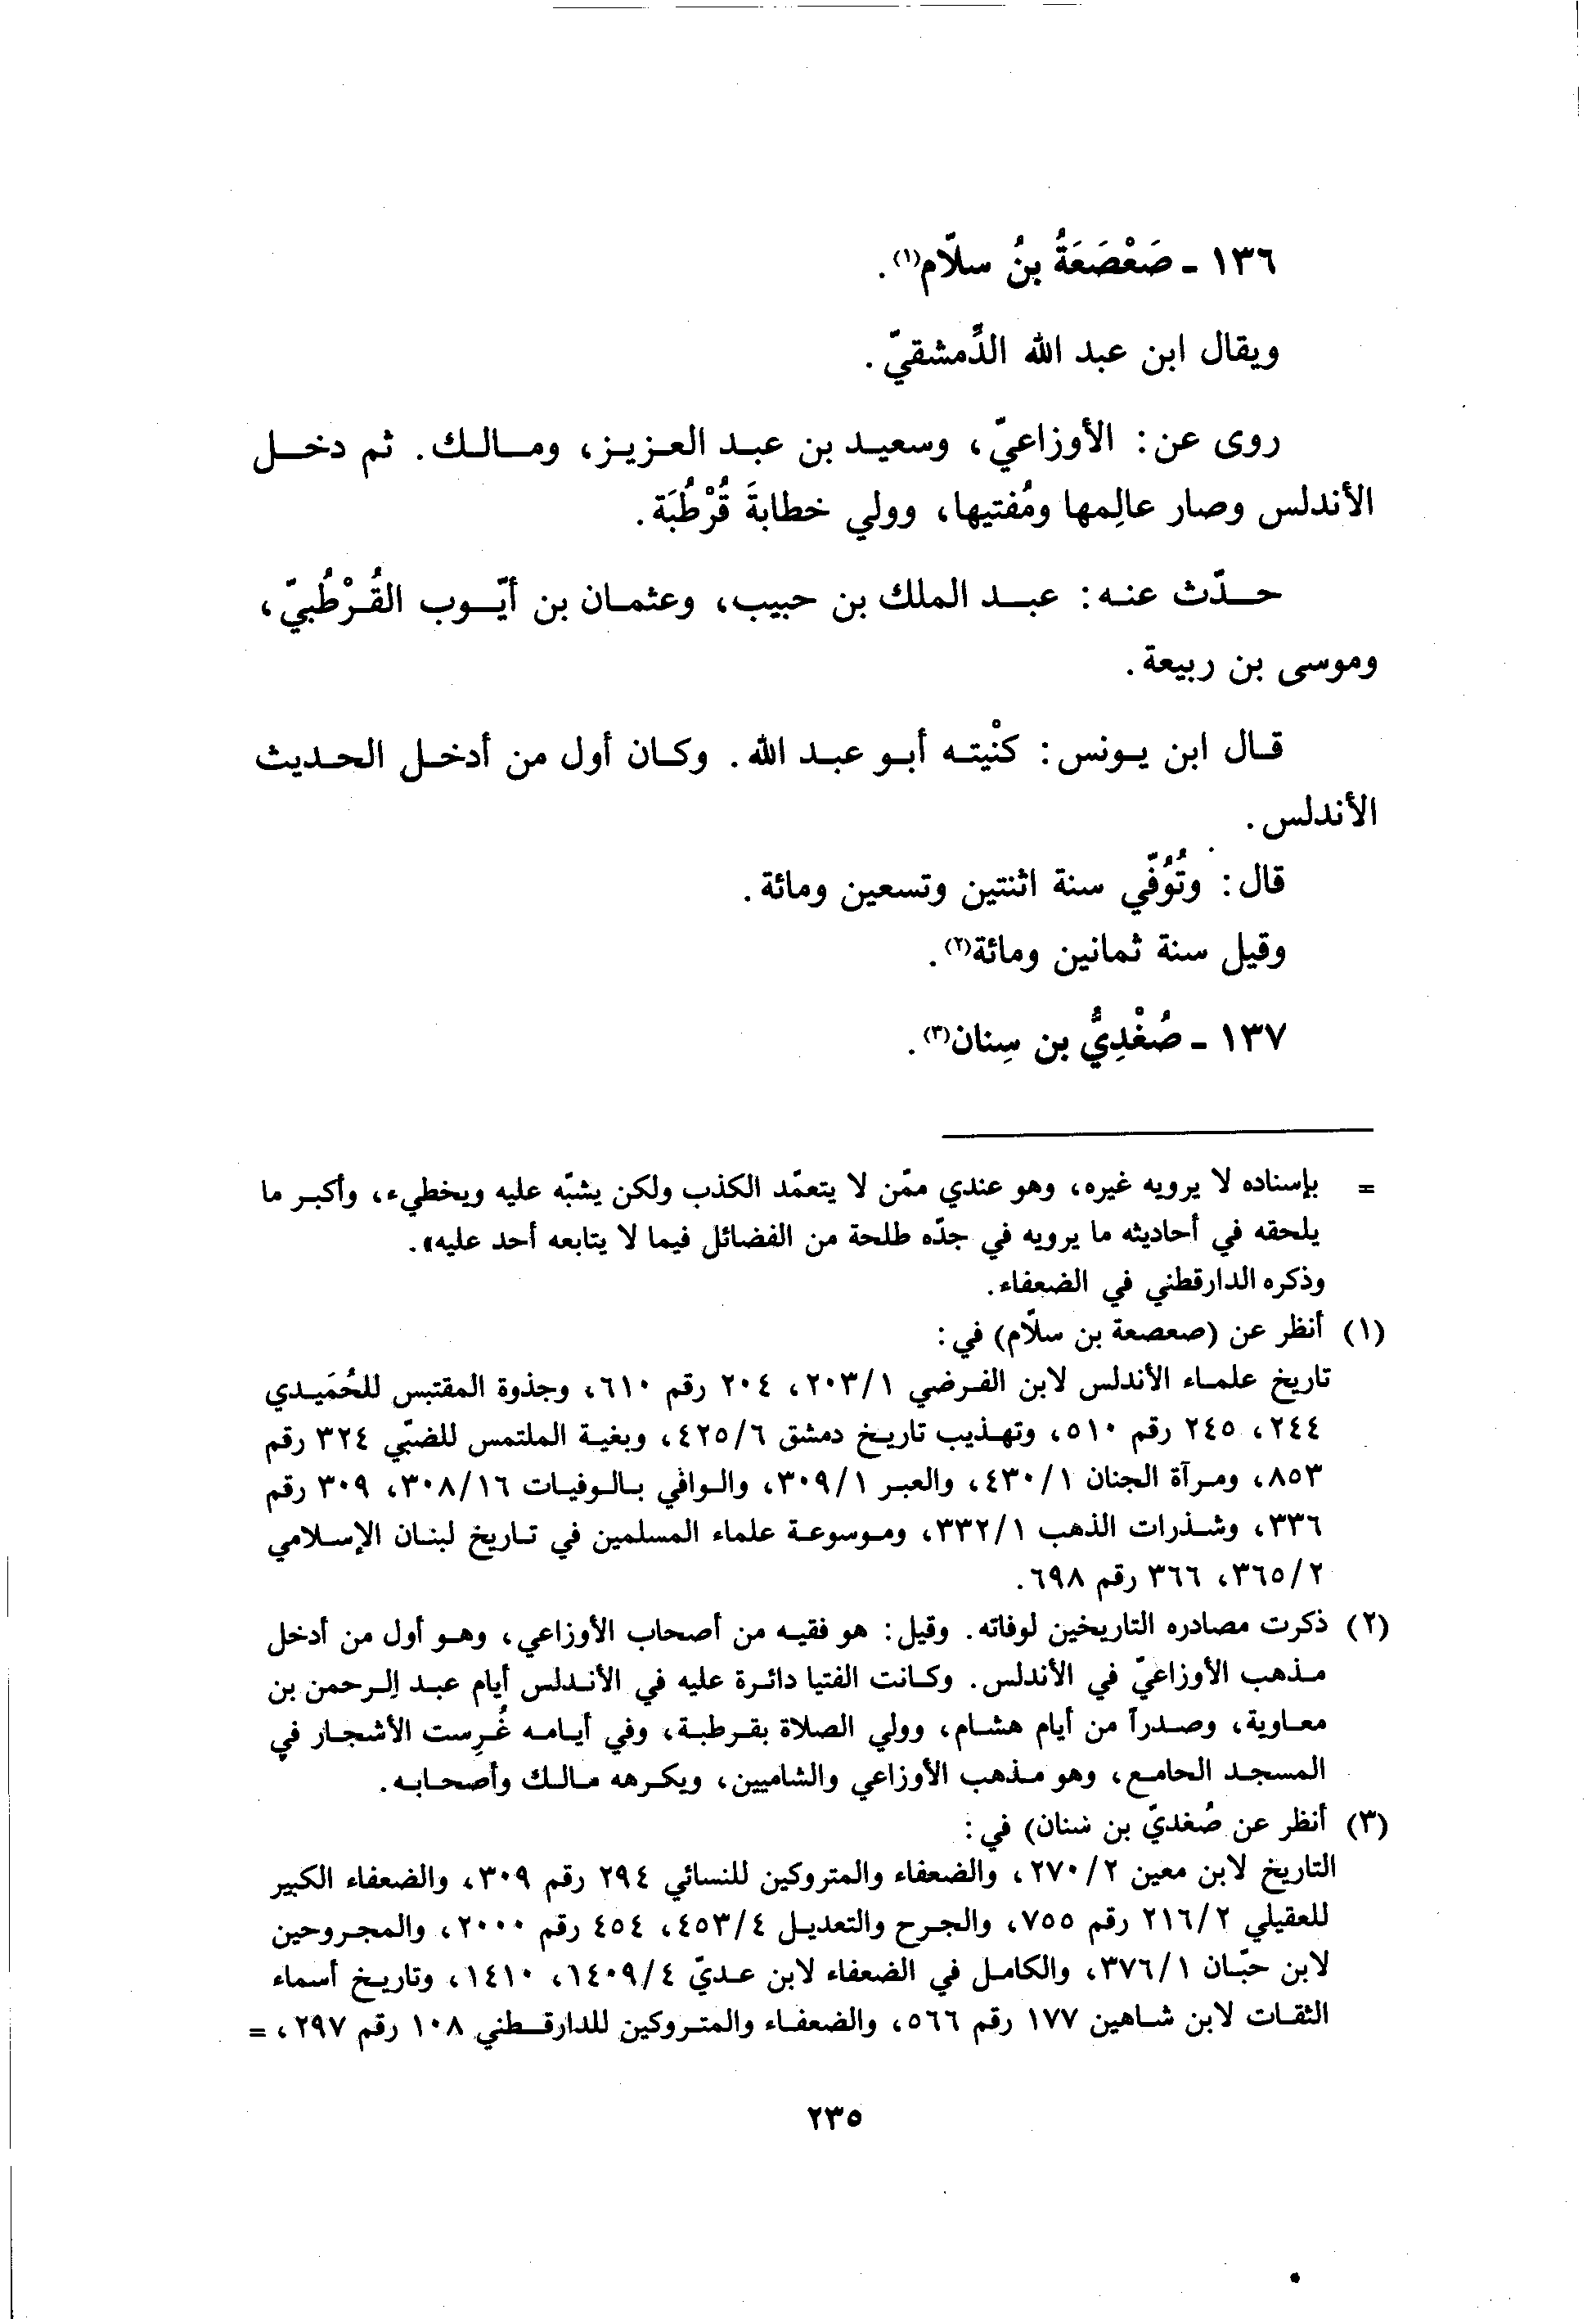 ١٣٦ - صَعْصَعَةُ بنُ سلاّم(١).
ويقال ابن عبد الله الدِّمشقيّ.
روى عن: الأوزاعيّ، وسعيد بن عبد العزيز، ومالك. ثم دخل
الأندلس وصار عالِمها ومُفتيها، وولي خطابةَ قُرْطُبَة.
حدّث عنه: عبد الملك بن حبيب، وعثمان بن أيّوب القُرْطُبيّ،
وموسى بن ربيعة.
قال ابن يونس: كنْيته أبو عبد الله. وكان أول من أدخل الحديث
الأندلس.
قال: وتُوُفّي سنة اثنتين وتسعين ومائة.
وقيل سنة ثمانين ومائة(٢).
١٣٧ - صُغْدِيُّ بن سِنان(٣).
= بإسناده لا يرويه غيره، وهو عندي ممّن لا يتعمّد الكذب ولكن يشبّه عليه ويخطيء، وأكبر ما
يلحقه في أحاديثه ما يرويه في جدّه طلحة من الفضائل فيما لا يتابعه أحد عليه».
وذكره الدارقطني في الضعفاء.
(١) أنظر عن (صعصعة بن سلاّم) في:
تاريخ علماء الأندلس لابن الفرضي ٢٠٣/١، ٢٠٤ رقم ٦١٠، وجذوة المقتبس للحُمَيدي
٢٤٤، ٢٤٥ رقم ٥١٠، وتهذيب تاريخ دمشق ٤٢٥/٦، وبغية الملتمس للضبّي ٣٢٤ رقم
٨٥٣، ومرآة الجنان ٤٣٠/١، والعبر ٣٠٩/١، والوافي بالوفيات ٣٠٨/١٦، ٣٠٩ رقم
٣٣٦، وشذرات الذهب ٣٣٢/١، وموسوعة علماء المسلمين في تاريخ لبنان الإسلامي
٣٦٥/٢، ٣٦٦ رقم ٦٩٨.
(٢) ذكرت مصادره التاريخين لوفاته. وقيل: هو فقيه من أصحاب الأوزاعي، وهو أول من أدخل
مذهب الأوزاعيّ في الأندلس. وكانت الفتيا دائرة عليه في الأندلس أيام عبد الرحمن بن
معاوية، وصدراً من أيام هشام، وولي الصلاة بقرطبة، وفي أيامه غُرِست الأشجار في
المسجد الحامع، وهو مذهب الأوزاعي والشاميين، ويكرهه مالك وأصحابه.
(٣) أنظر عن صُغديّ بن سنان) في:
التاريخ لابن معين ٢٧٠/٢، والضعفاء والمتروكين للنسائي ٢٩٤ رقم ٣٠٩، والضعفاء الكبير
للعقيلي ٢١٦/٢ رقم ٧٥٥، والجرح والتعديل ٤٥٣/٤، ٤٥٤ رقم ٢٠٠٠، والمجروحين
لابن حبّان ٣٧٦/١، والكامل في الضعفاء لابن عديّ ١٤٠٩/٤، ١٤١٠، وتاريخ أسماء
الثقات لابن شاهين ١٧٧ رقم ٥٦٦، والضعفاء والمتروكين للدارقطني ١٠٨ رقم ٢٩٧، =
٢٣٥